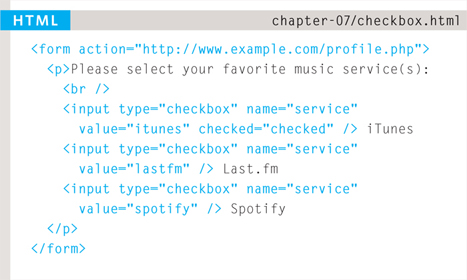 HTML
chapter-07/checkbox.html
<form action="http://www.example.com/profile.php">
<p>Please select your favorite music service(s):
<br />
<input type="checkbox" name="service"
value="itunes" checked="checked" /> iTunes
<input type="checkbox" name="service"
value="lastfm" /> Last.fm
<input type="checkbox" name="service"
value="spotify" /> Spotify
</p>
</form>